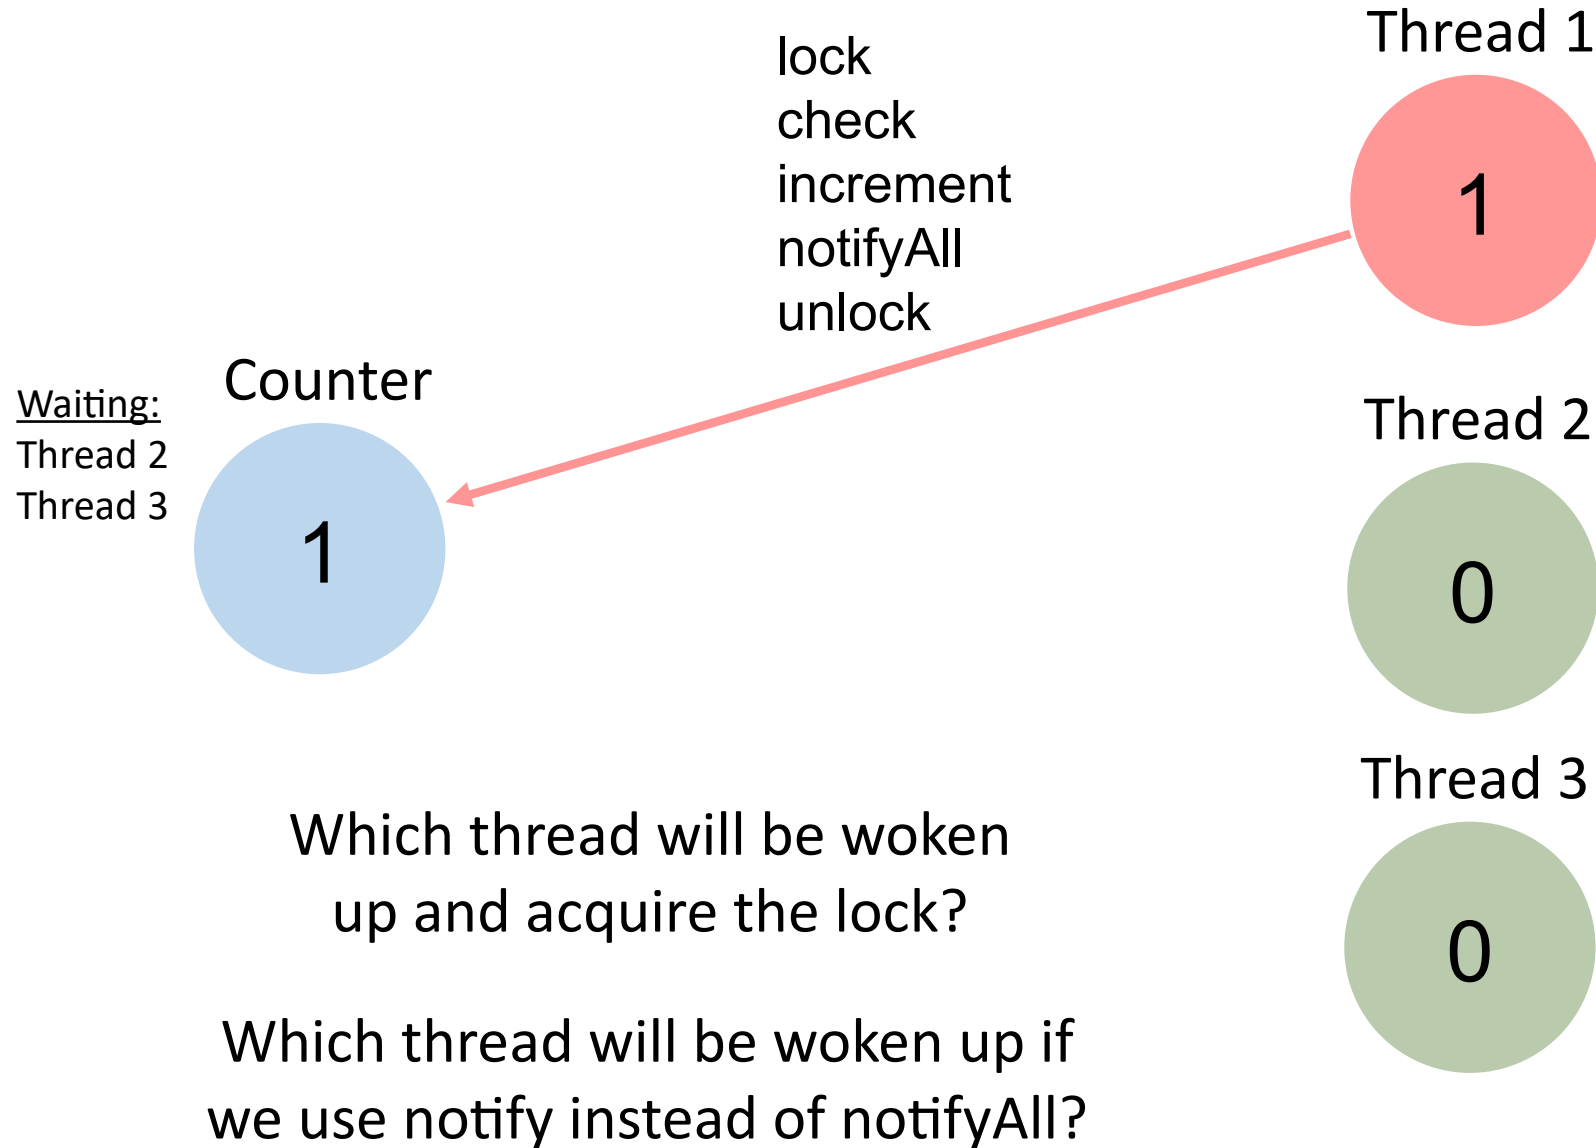 lock
check
increment
notifyAll
unlock
Thread 1
1
Waiting:
Thread 2
Thread 3
Counter
1
Thread 2
0
Thread 3
0
Which thread will be woken
up and acquire the lock?
Which thread will be woken up if
we use notify instead of notifyAll?